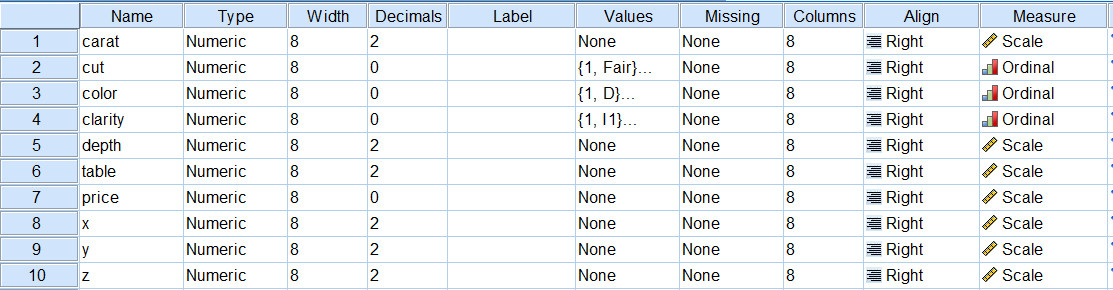 Name Type Width Decimals Label Values Missing Columns Align Measure
1 carat Numeric 8 2 None None 8 Right Scale
2 cut Numeric 8 0 {1, Fair}... None 8 Right Ordinal
3 color Numeric 8 0 {1, D}... None 8 Right Ordinal
4 clarity Numeric 8 0 {1, I1}... None 8 Right Ordinal
5 depth Numeric 8 2 None None 8 Right Scale
6 table Numeric 8 2 None None 8 Right Scale
7 price Numeric 8 0 None None 8 Right Scale
8 x Numeric 8 2 None None 8 Right Scale
9 y Numeric 8 2 None None 8 Right Scale
10 z Numeric 8 2 None None 8 Right Scale